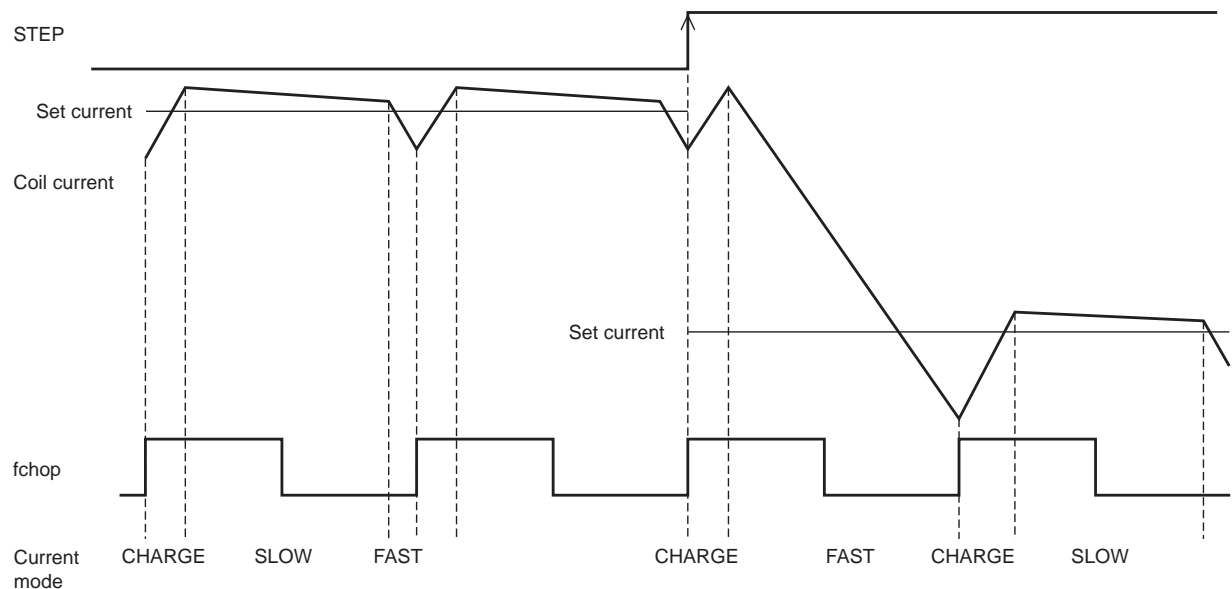 STEP
Set current
Coil current
Set current
fchop
Current mode
CHARGE SLOW FAST CHARGE FAST CHARGE SLOW